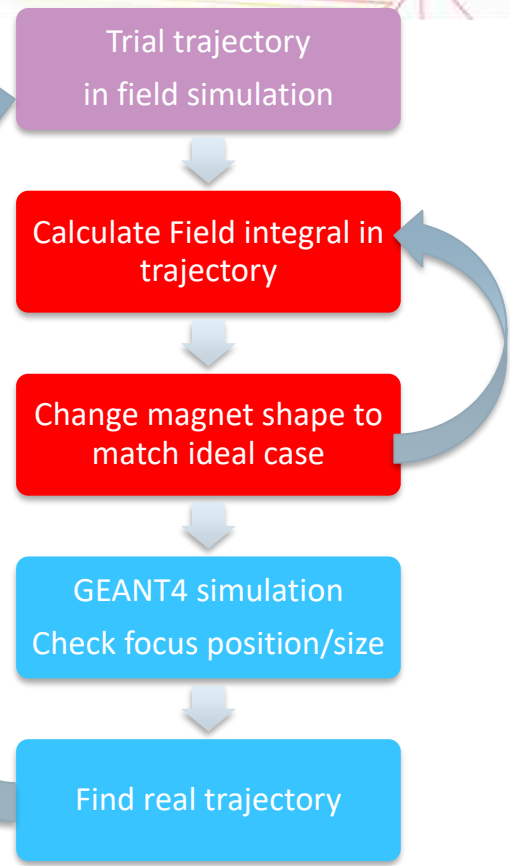 Trial trajectory
in field simulation
Calculate Field integral in
trajectory
Change magnet shape to
match ideal case
GEANT4 simulation
Check focus position/size
Find real trajectory